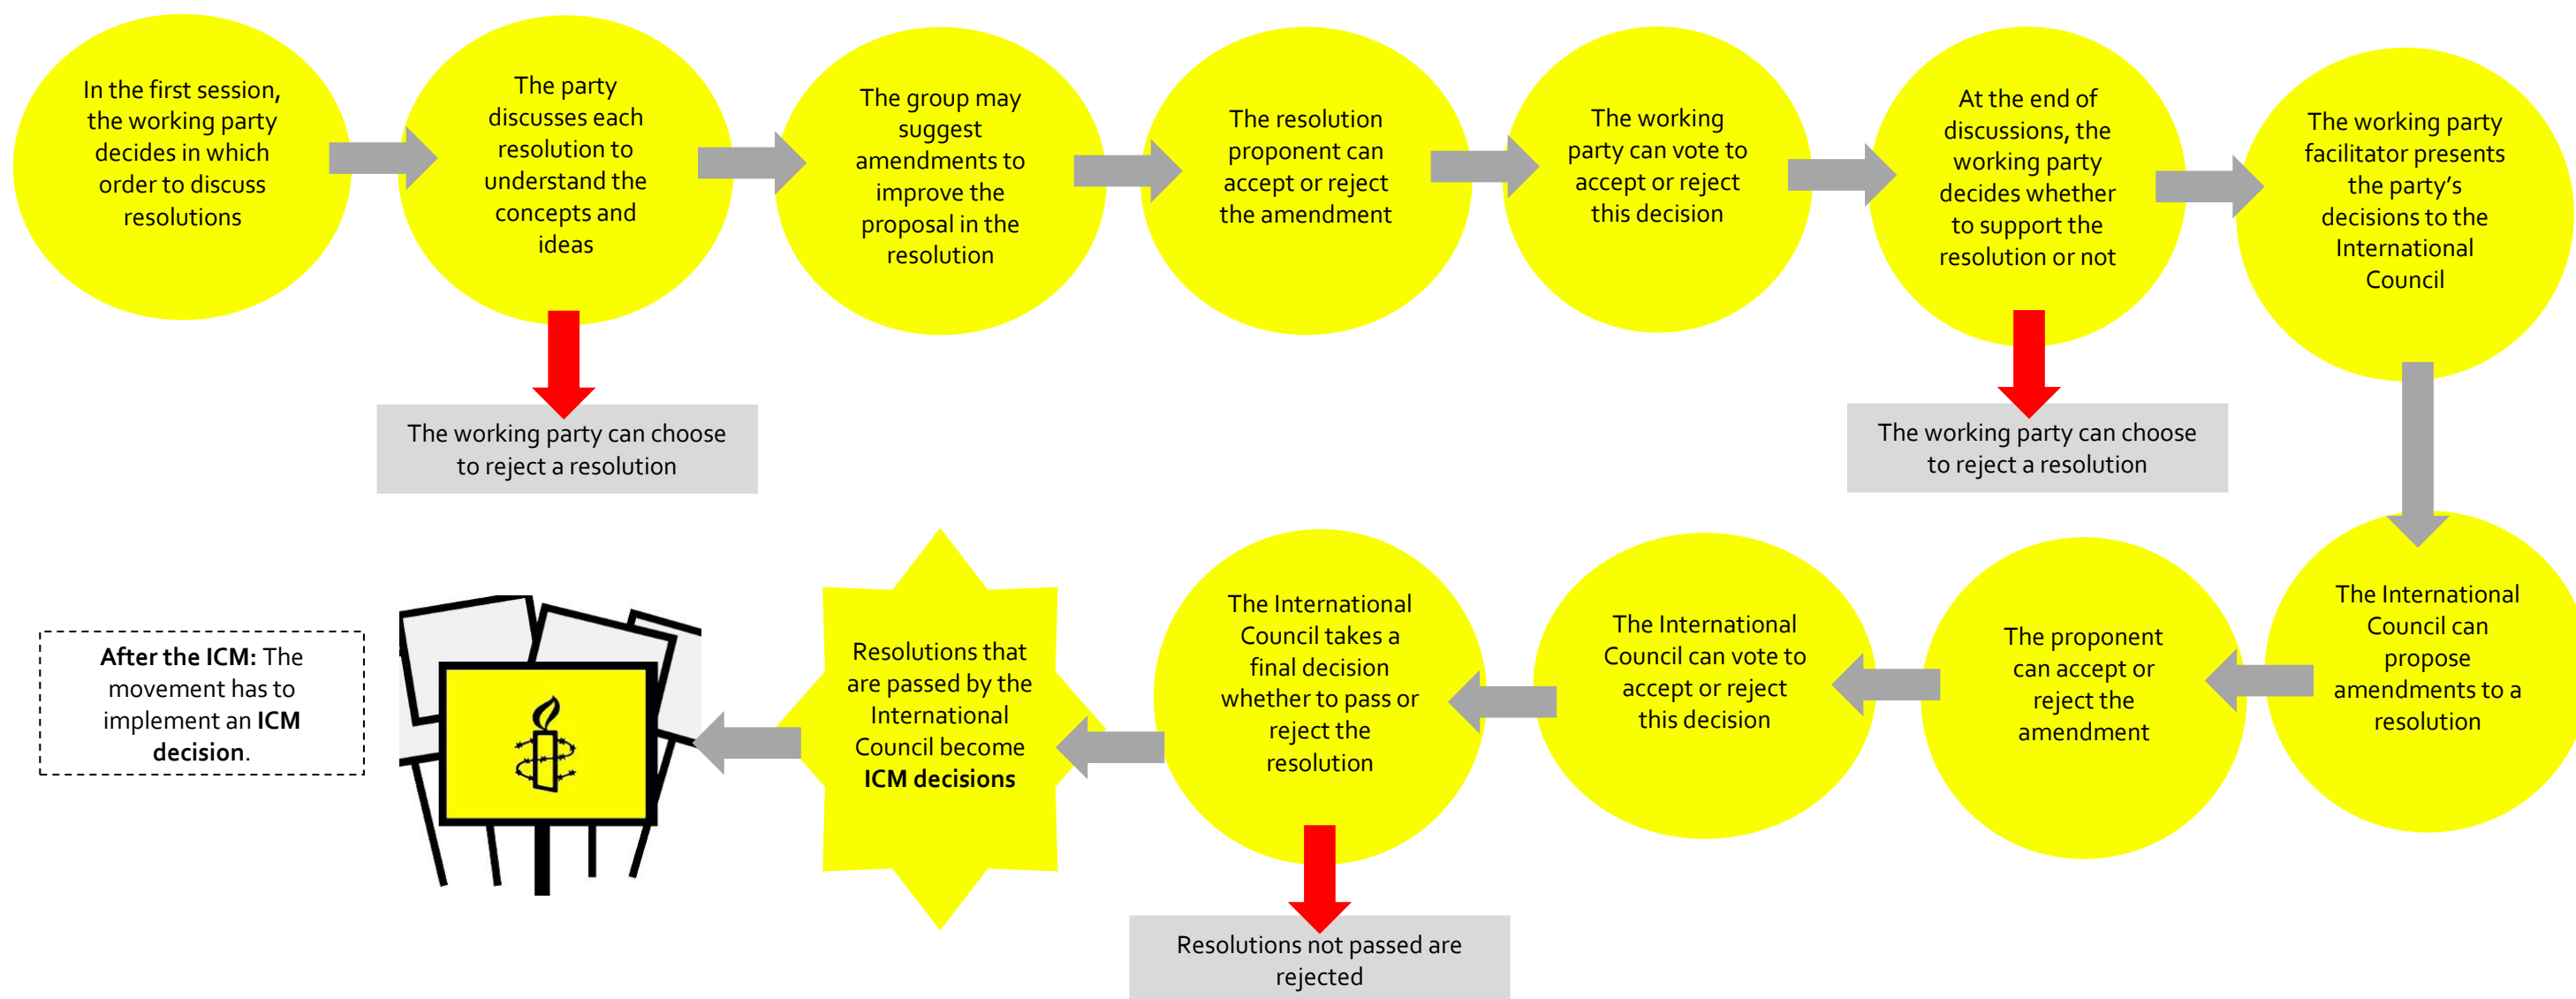 In the first session,
the working party
decides in which
order to discuss
resolutions
The party
discusses each
resolution to
understand the
concepts and
ideas
The group may
suggest
amendments to
improve the
proposal in the
resolution
The resolution
proponent can
accept or reject
the amendment
The working
party can vote to
accept or reject
this decision
At the end of
discussions, the
working party
decides whether
to support the
resolution or not
The working party
facilitator presents
the party’s
decisions to the
International
Council
The working party can choose
to reject a resolution
The working party can choose
to reject a resolution
The International
Council can
propose
amendments to a
resolution
The proponent
can accept or
reject the
amendment
The International
Council can vote to
accept or reject
this decision
The International
Council takes a
final decision
whether to pass or
reject the
resolution
Resolutions not passed are
rejected
Resolutions that
are passed by the
International
Council become
ICM decisions
After the ICM: The
movement has to
implement an ICM
decision.